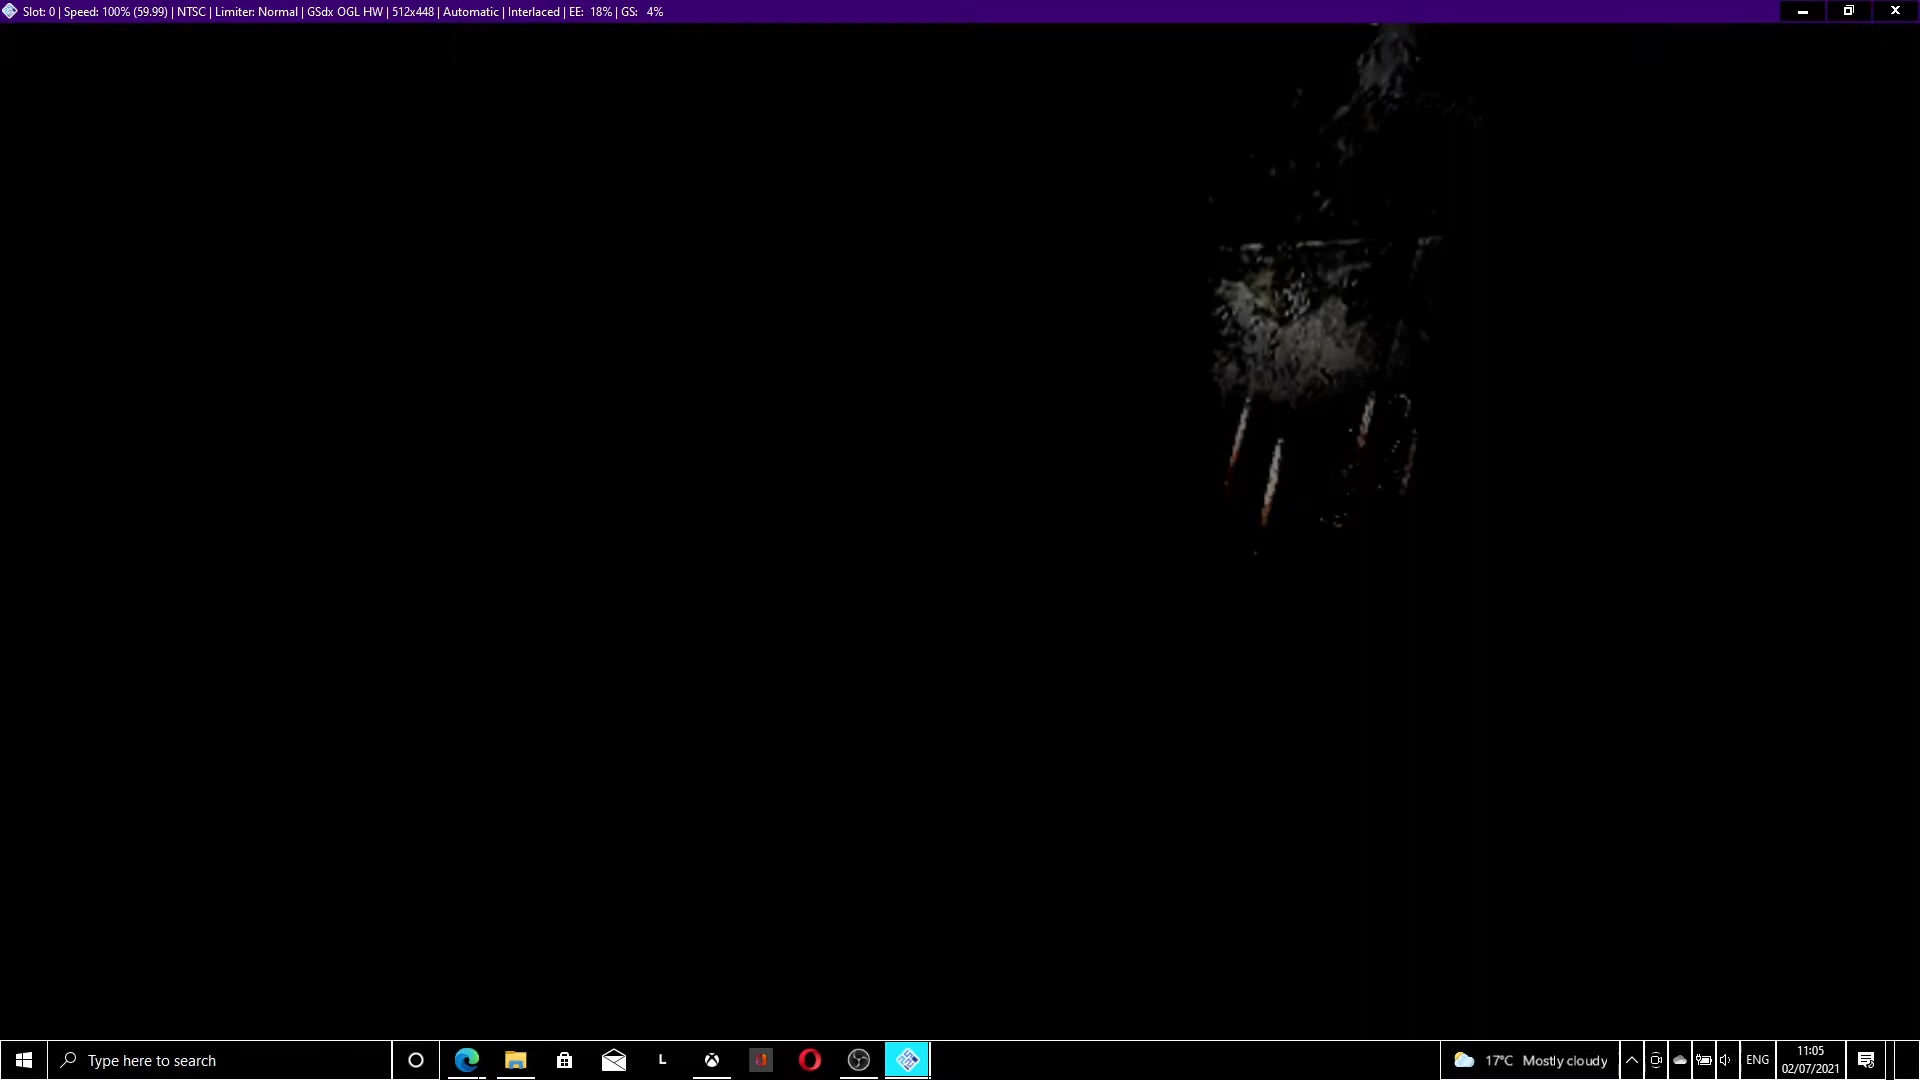 Slot: 0 | Speed: 100% (59.99) | NTSC | Limiter: Normal | GSdx OGL HW | 512x448 | Automatic | Interlaced | EE: 18% | GS: 4%
Type here to search
L
17°C Mostly cloudy
ENG
11:05
02/07/2021